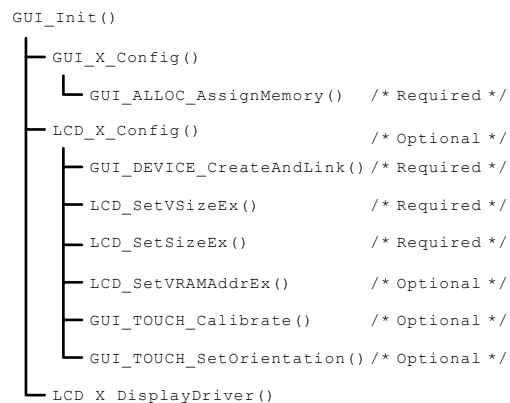 GUI_Init()
GUI_X_Config()
GUI_ALLOC_AssignMemory() /* Required */
LCD_X_Config() /* Optional */
GUI_DEVICE_CreateAndLink() /* Required */
LCD_SetVSizeEx() /* Required */
LCD_SetSizeEx() /* Required */
LCD_SetVRAMAddrEx() /* Optional */
GUI_TOUCH_Calibrate() /* Optional */
GUI_TOUCH_SetOrientation() /* Optional */
LCD X DisplayDriver()